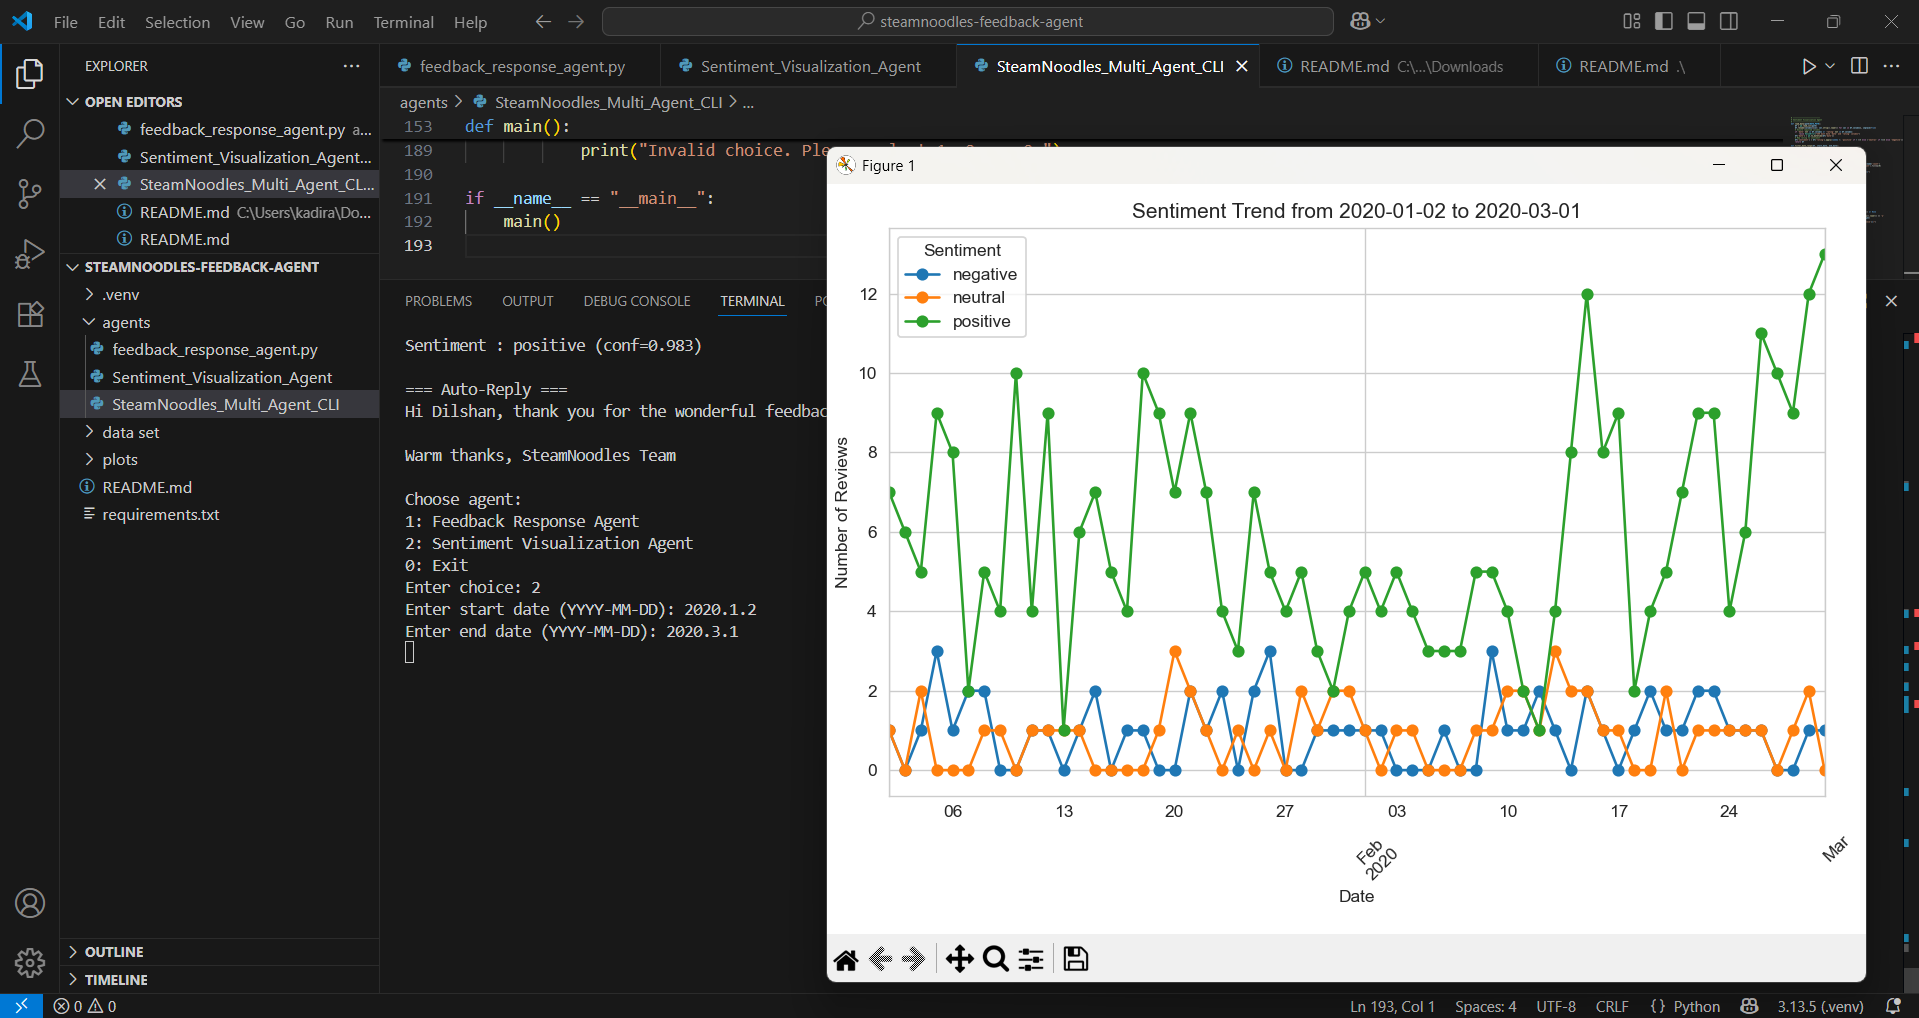 File Edit Selection View Go Run Terminal Help
steamnoodles-feedback-agent
EXPLORER
OPEN EDITORS
feedback_response_agent.py a...
Sentiment_Visualization_Agent...
SteamNoodles_Multi_Agent_CL...
README.md C:\Users\kadira\Do...
README.md
STEAMNOODLES-FEEDBACK-AGENT
.venv
agents
feedback_response_agent.py
Sentiment_Visualization_Agent
SteamNoodles_Multi_Agent_CLI
data set
plots
README.md
requirements.txt
OUTLINE
TIMELINE
feedback_response_agent.py
Sentiment_Visualization_Agent
SteamNoodles_Multi_Agent_CLI
README.md C:\...\Downloads
README.md .\
agents > SteamNoodles_Multi_Agent_CLI > ...
153 def main():
189 print("Invalid choice.
190
191 if __name__ == "__main__":
192 main()
193
PROBLEMS OUTPUT DEBUG CONSOLE TERMINAL
Sentiment : positive (conf=0.983)
=== Auto-Reply ===
Hi Dilshan, thank you for the wonderful feedbac
Warm thanks, SteamNoodles Team
Choose agent:
1: Feedback Response Agent
2: Sentiment Visualization Agent
0: Exit
Enter choice: 2
Enter start date (YYYY-MM-DD): 2020.1.2
Enter end date (YYYY-MM-DD): 2020.3.1
Figure 1
Sentiment Trend from 2020-01-02 to 2020-03-01
Sentiment
negative
neutral
positive
Number of Reviews
12
10
8
6
4
2
0
06 13 20 27 03 10 17 24
Feb
2020
Mar
Date
0 0
Ln 193, Col 1 Spaces: 4 UTF-8 CRLF {} Python 3.13.5 (.venv)